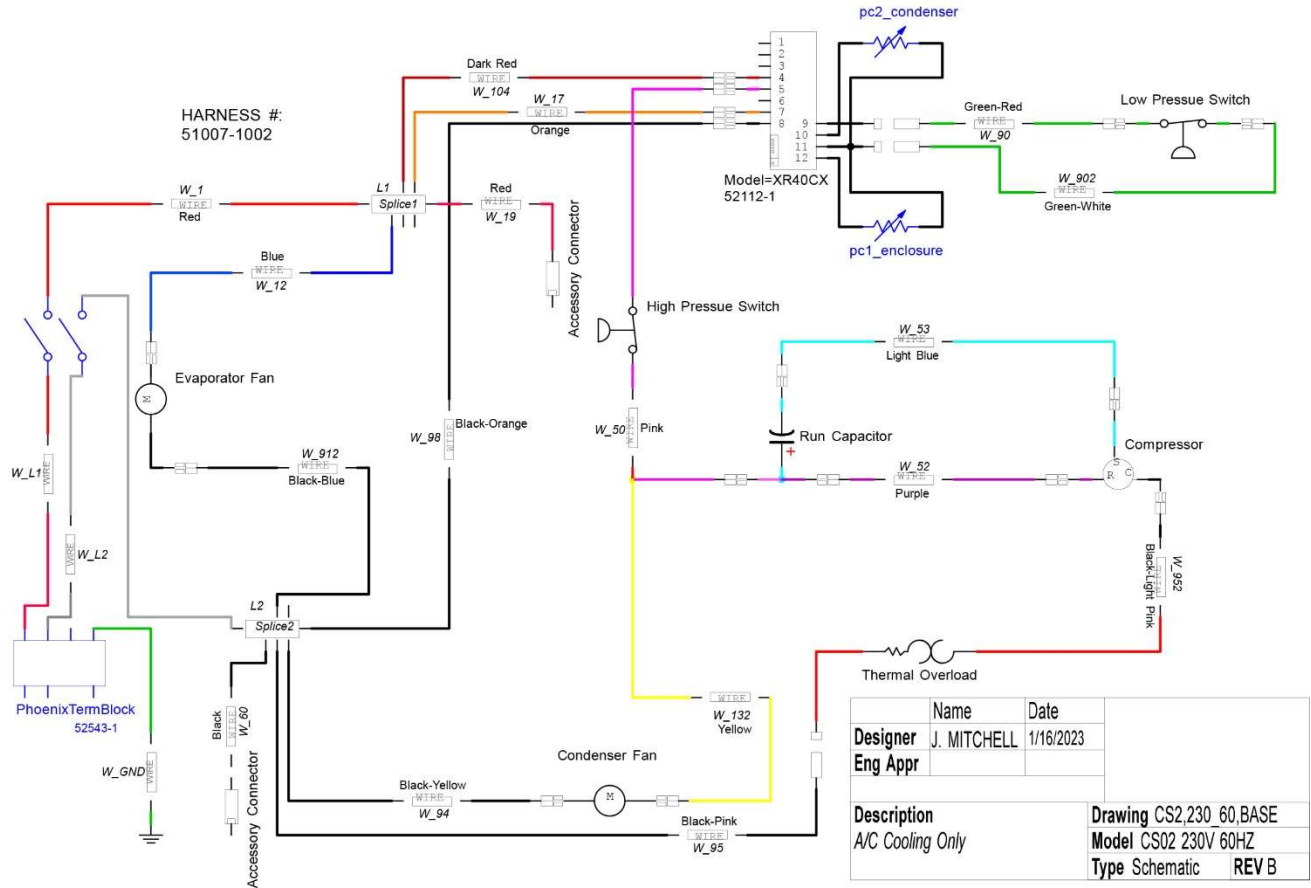 pc2_condenser
1
2
3
4
5
6
7
8
9
10
11
12
Dark Red
WIRE
W_104
HARNESS #:
51007-1002
W_17
WIRE
Orange
Green-Red
WIRE
W_90
Low Pressue Switch
Model=XR40CX
52112-1
W_902
WIRE
Green-White
pc1_enclosure
W_1
WIRE
Red
L1
Splice1
Red
WIRE
W_19
Accessory Connector
Blue
WIRE
W_12
High Pressue Switch
W_53
WIRE
Light Blue
Evaporator Fan
M
W_50
WIRE
Pink
W_98
WIRE
Black-Orange
Run Capacitor
+
Compressor
S
R
C
W_52
WIRE
Purple
W_912
WIRE
Black-Blue
W_L1
WIRE
W_L2
WIRE
W_952
WIRE
Black-Light Pink
L2
Splice2
Thermal Overload
PhoenixTermBlock
52543-1
W_GND
WIRE
Black
WIRE
W_60
Accessory Connector
WIRE
W_132
Yellow
Condenser Fan
M
Black-Yellow
WIRE
W_94
Black-Pink
WIRE
W_95
Name Date
Designer J. MITCHELL 1/16/2023
Eng Appr
Description
A/C Cooling Only
Drawing CS2,230_60,BASE
Model CS02 230V 60HZ
Type Schematic REV B